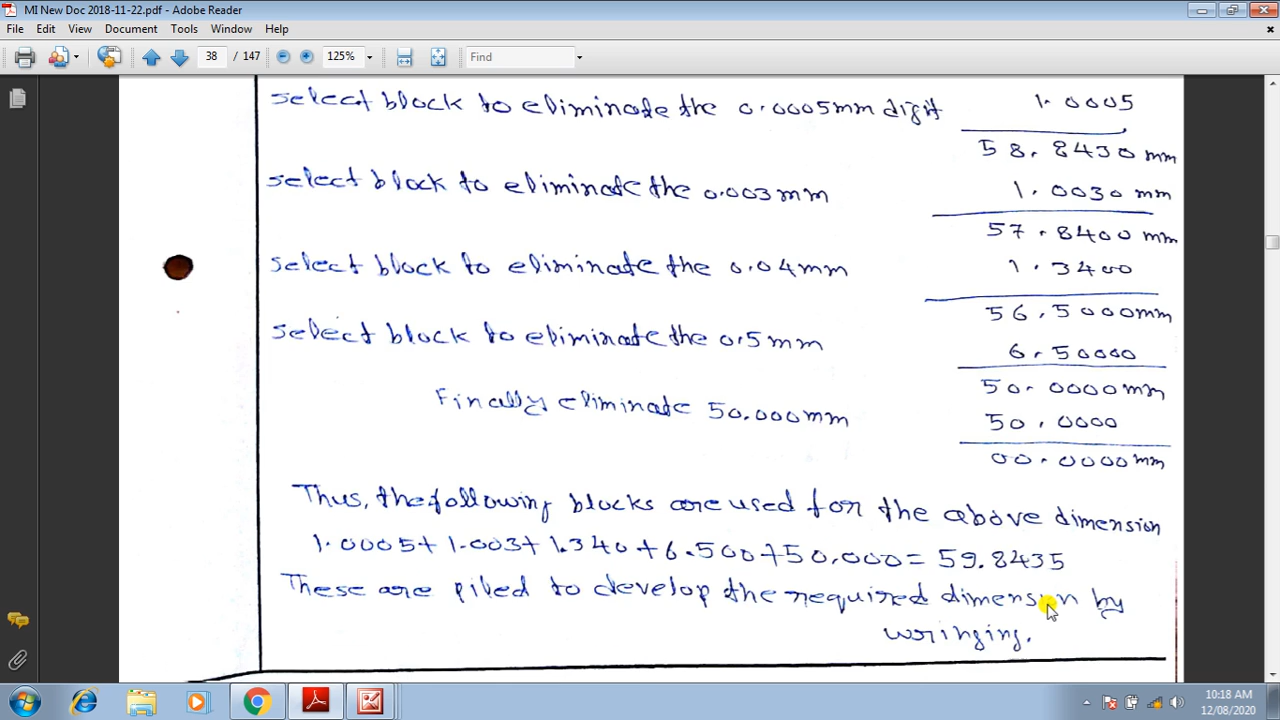 MI New Doc 2018-11-22.pdf - Adobe Reader
File Edit View Document Tools Window Help
38 / 147 125% Find
select block to eliminate the 0.0005mm digit 1.0005
58.8430 mm
select block to eliminate the 0.003mm 1.0030 mm
57.8400 mm
select block to eliminate the 0.04mm 1.3400
56.5000mm
select block to eliminate the 0.5mm 6.50000
50.0000mm
Finally eliminate 50.000mm 50.0000
00.0000mm
Thus, the following blocks are used for the above dimension
1.0005+ 1.003+ 1.340 + 6.500+50.000= 59.8435
These are piled to develop the required dimension by
wringing.
10:18 AM
12/08/2020